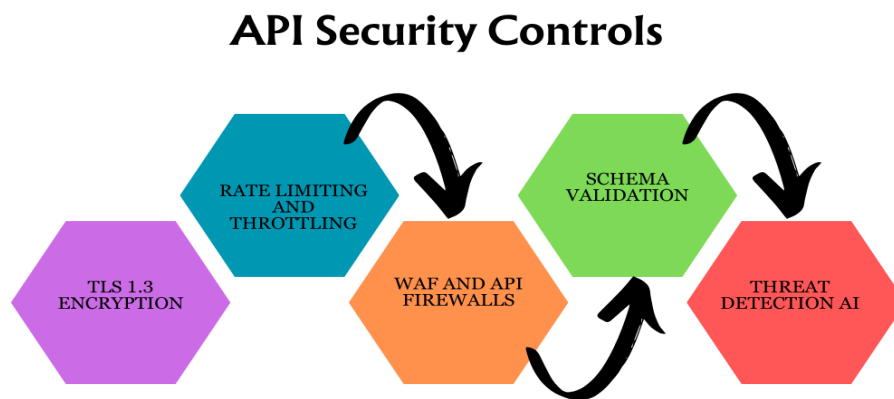 API Security Controls
TLS 1.3
ENCRYPTION
RATE LIMITING
AND
THROTTLING
WAF AND API
FIREWALLS
SCHEMA
VALIDATION
THREAT
DETECTION AI